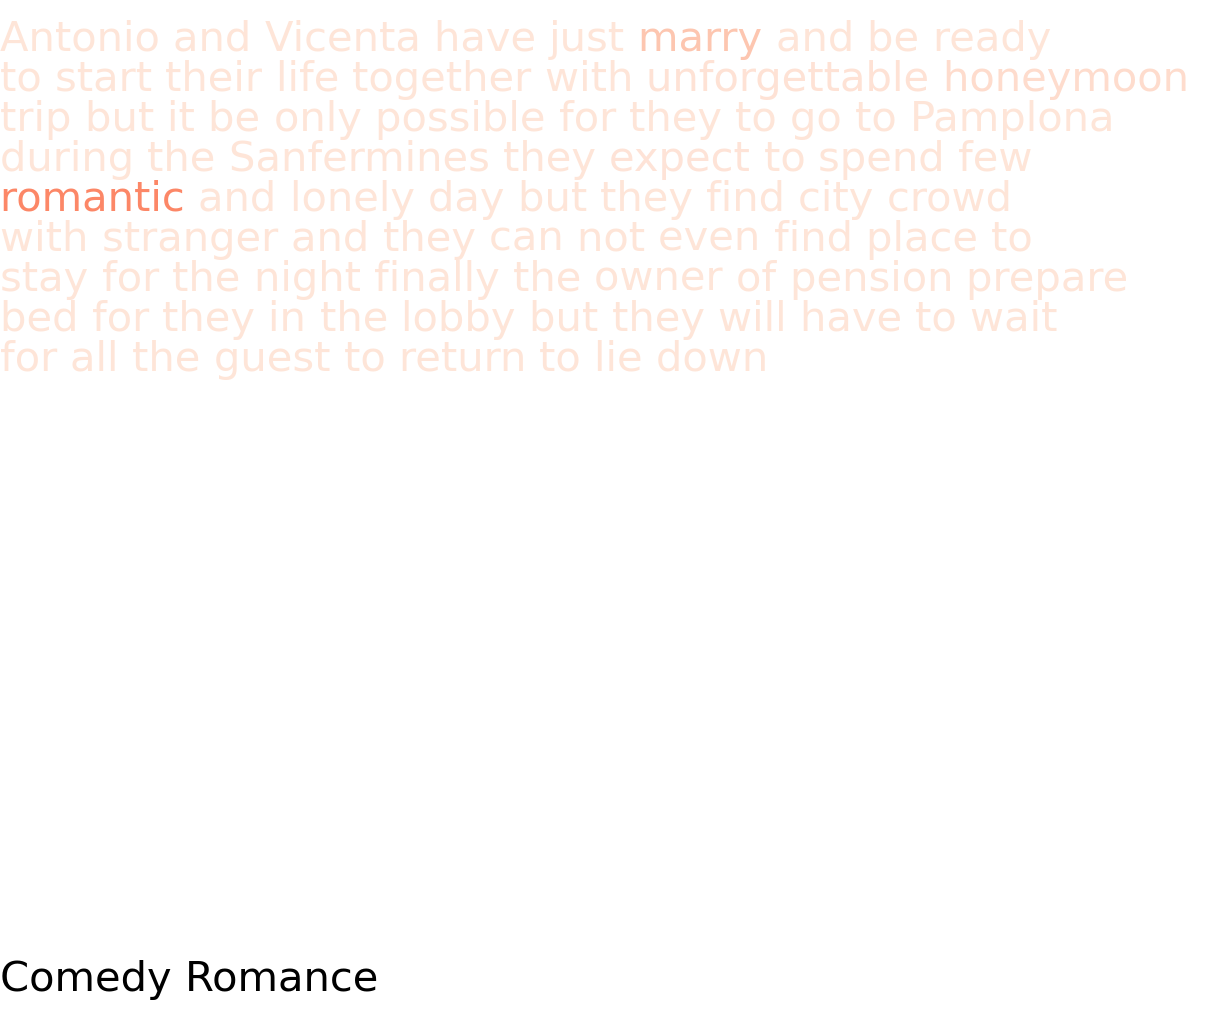 Antonio and Vicenta have just marry and be ready
to start their life together with unforgettable honeymoon
trip but it be only possible for they to go to Pamplona
during the Sanfermines they expect to spend few
romantic and lonely day but they find city crowd
with stranger and they can not even find place to
stay for the night finally the owner of pension prepare
bed for they in the lobby but they will have to wait
for all the guest to return to lie down
Comedy Romance